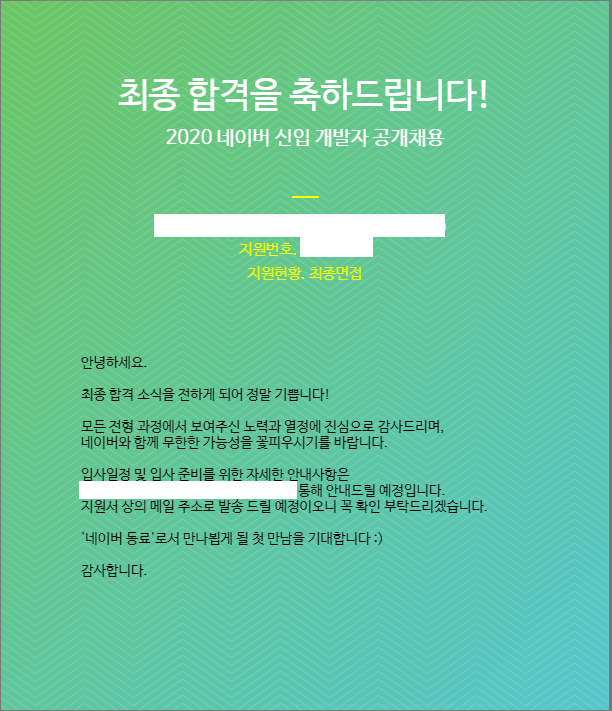 최종 합격을 축하드립니다!
2020 네이버 신입 개발자 공개채용
지원번호.
지원현황. 최종면접
안녕하세요.
최종 합격 소식을 전하게 되어 정말 기쁩니다!
모든 전형 과정에서 보여주신 노력과 열정에 진심으로 감사드리며,
네이버와 함께 무한한 가능성을 꽃피우시기를 바랍니다.
입사일정 및 입사 준비를 위한 자세한 안내사항은
통해 안내드릴 예정입니다.
지원서 상의 메일 주소로 발송 드릴 예정이오니 꼭 확인 부탁드리겠습니다.
'네이버 동료'로서 만나뵙게 될 첫 만남을 기대합니다 :)
감사합니다.